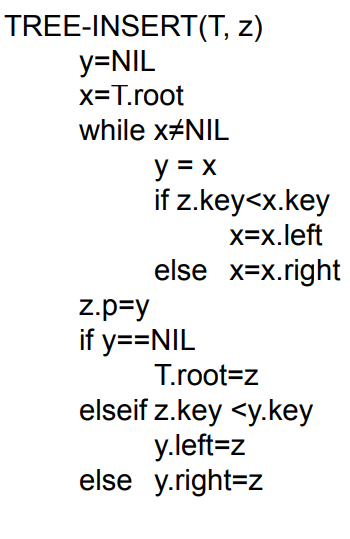 TREE-INSERT(T, z)
y=NIL
x=T.root
while x≠NIL
y = x
if z.key<x.key
x=x.left
else x=x.right
z.p=y
if y==NIL
T.root=z
elseif z.key <y.key
y.left=z
else y.right=z